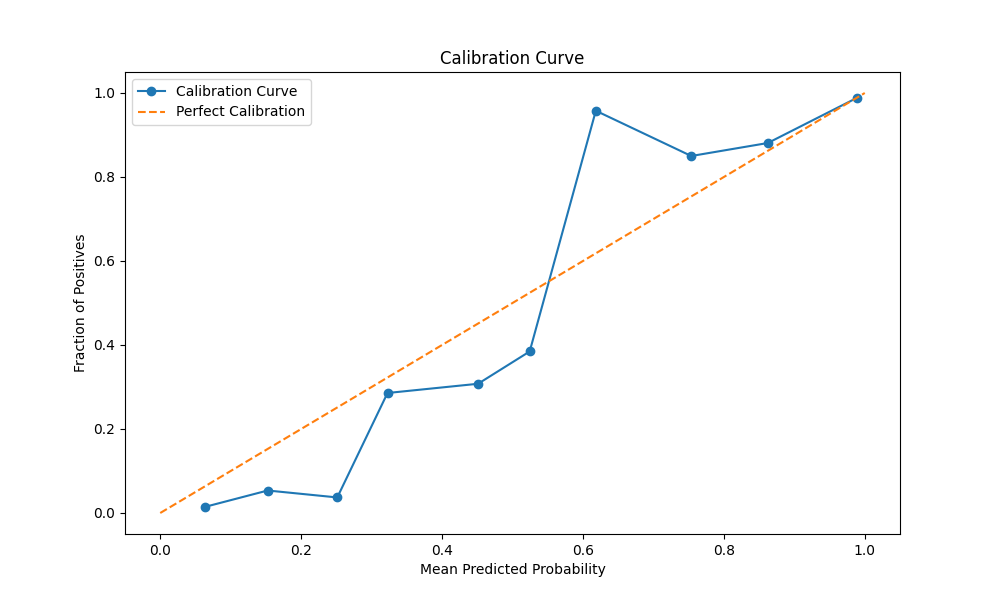 Calibration Curve
Calibration Curve
Perfect Calibration
1.0
0.8
0.6
0.4
0.2
0.0
Fraction of Positives
0.0 0.2 0.4 0.6 0.8 1.0
Mean Predicted Probability